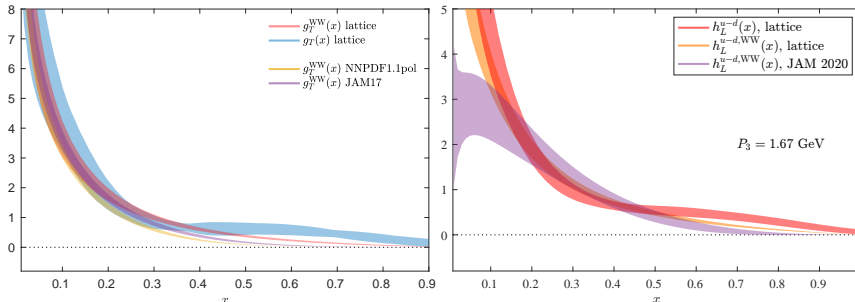 8
7
6
5
4
3
2
1
0
0.1 0.2 0.3 0.4 0.5 0.6 0.7 0.8 0.9
x
g_T^{WW}(x) lattice
g_T(x) lattice
g_T^{WW}(x) NNPDF1.1pol
g_T^{WW}(x) JAM17
5
4
3
2
1
0
0.1 0.2 0.3 0.4 0.5 0.6 0.7 0.8 0.9
x
h_L^{u-d}(x), lattice
h_L^{u-d,WW}(x), lattice
h_L^{u-d,WW}(x), JAM 2020
P_3 = 1.67 GeV